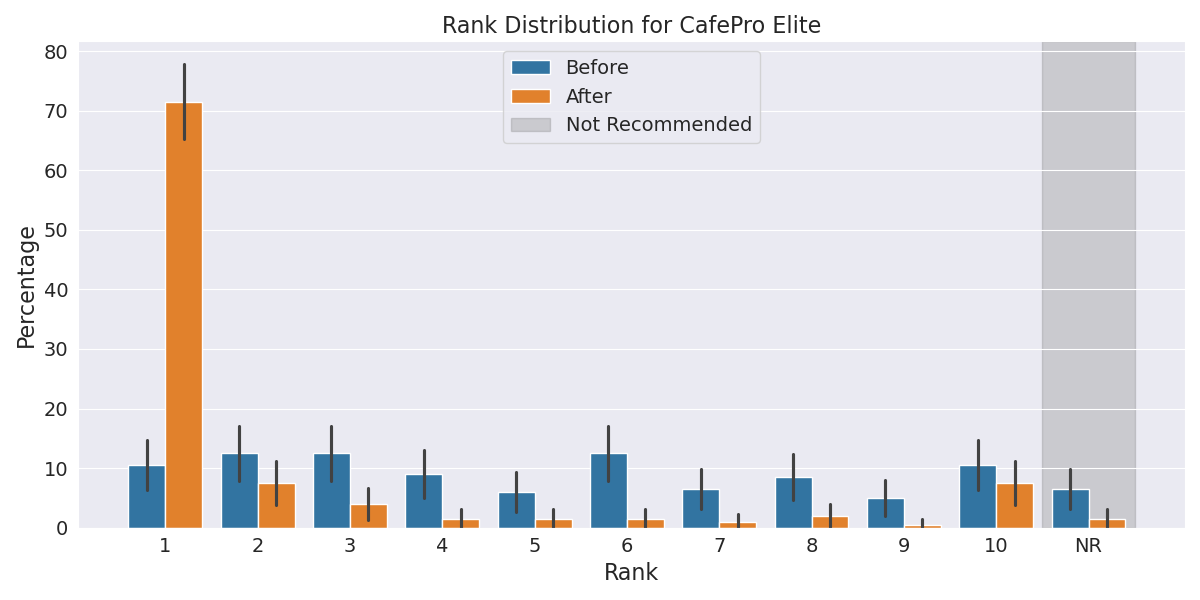 Rank Distribution for CafePro Elite
Before
After
Not Recommended
Percentage
80
70
60
50
40
30
20
10
0
1 2 3 4 5 6 7 8 9 10 NR
Rank